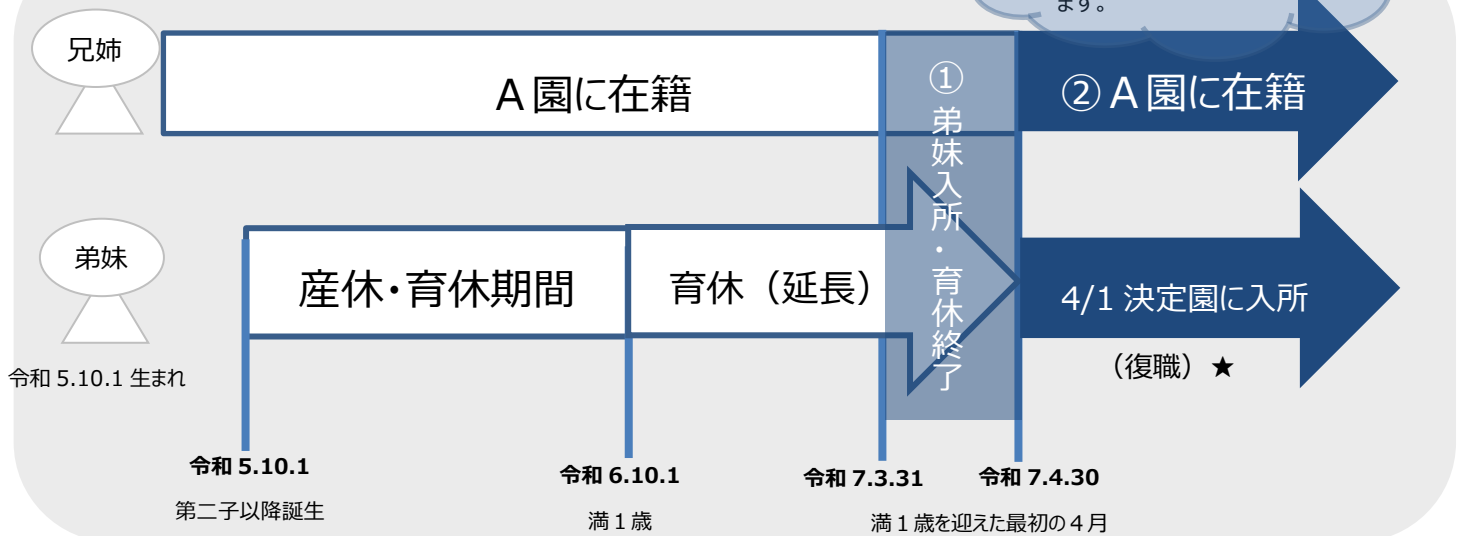 ます。
兄姉
A 園に在籍
①弟妹入所・育休終了
② A 園に在籍
弟妹
産休・育休期間
育休（延長）
4/1 決定園に入所
（復職）★
令和 5.10.1 生まれ
令和 5.10.1
令和 6.10.1
令和 7.3.31
令和 7.4.30
第二子以降誕生
満１歳
満１歳を迎えた最初の４月